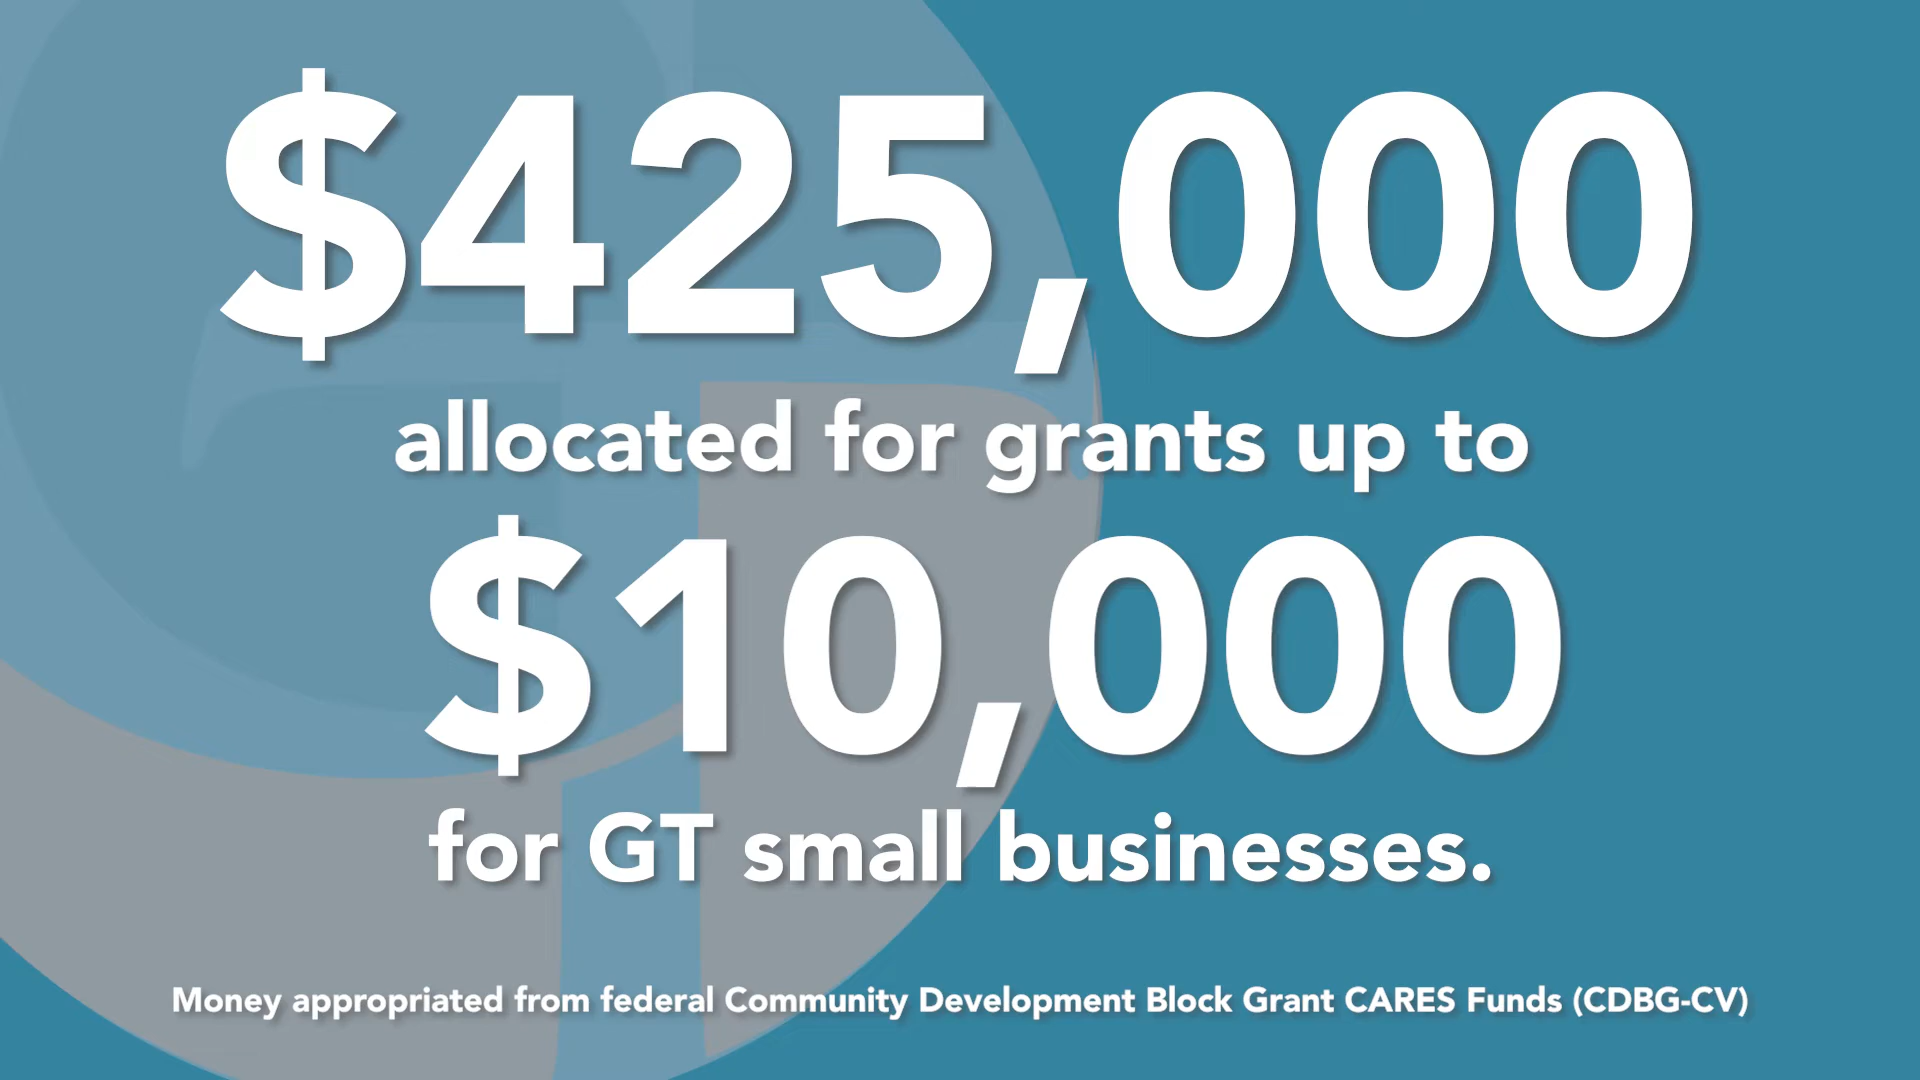 $425,000
allocated for grants up to
$10,000
for GT small businesses.
Money appropriated from federal Community Development Block Grant CARES Funds (CDBG-CV)